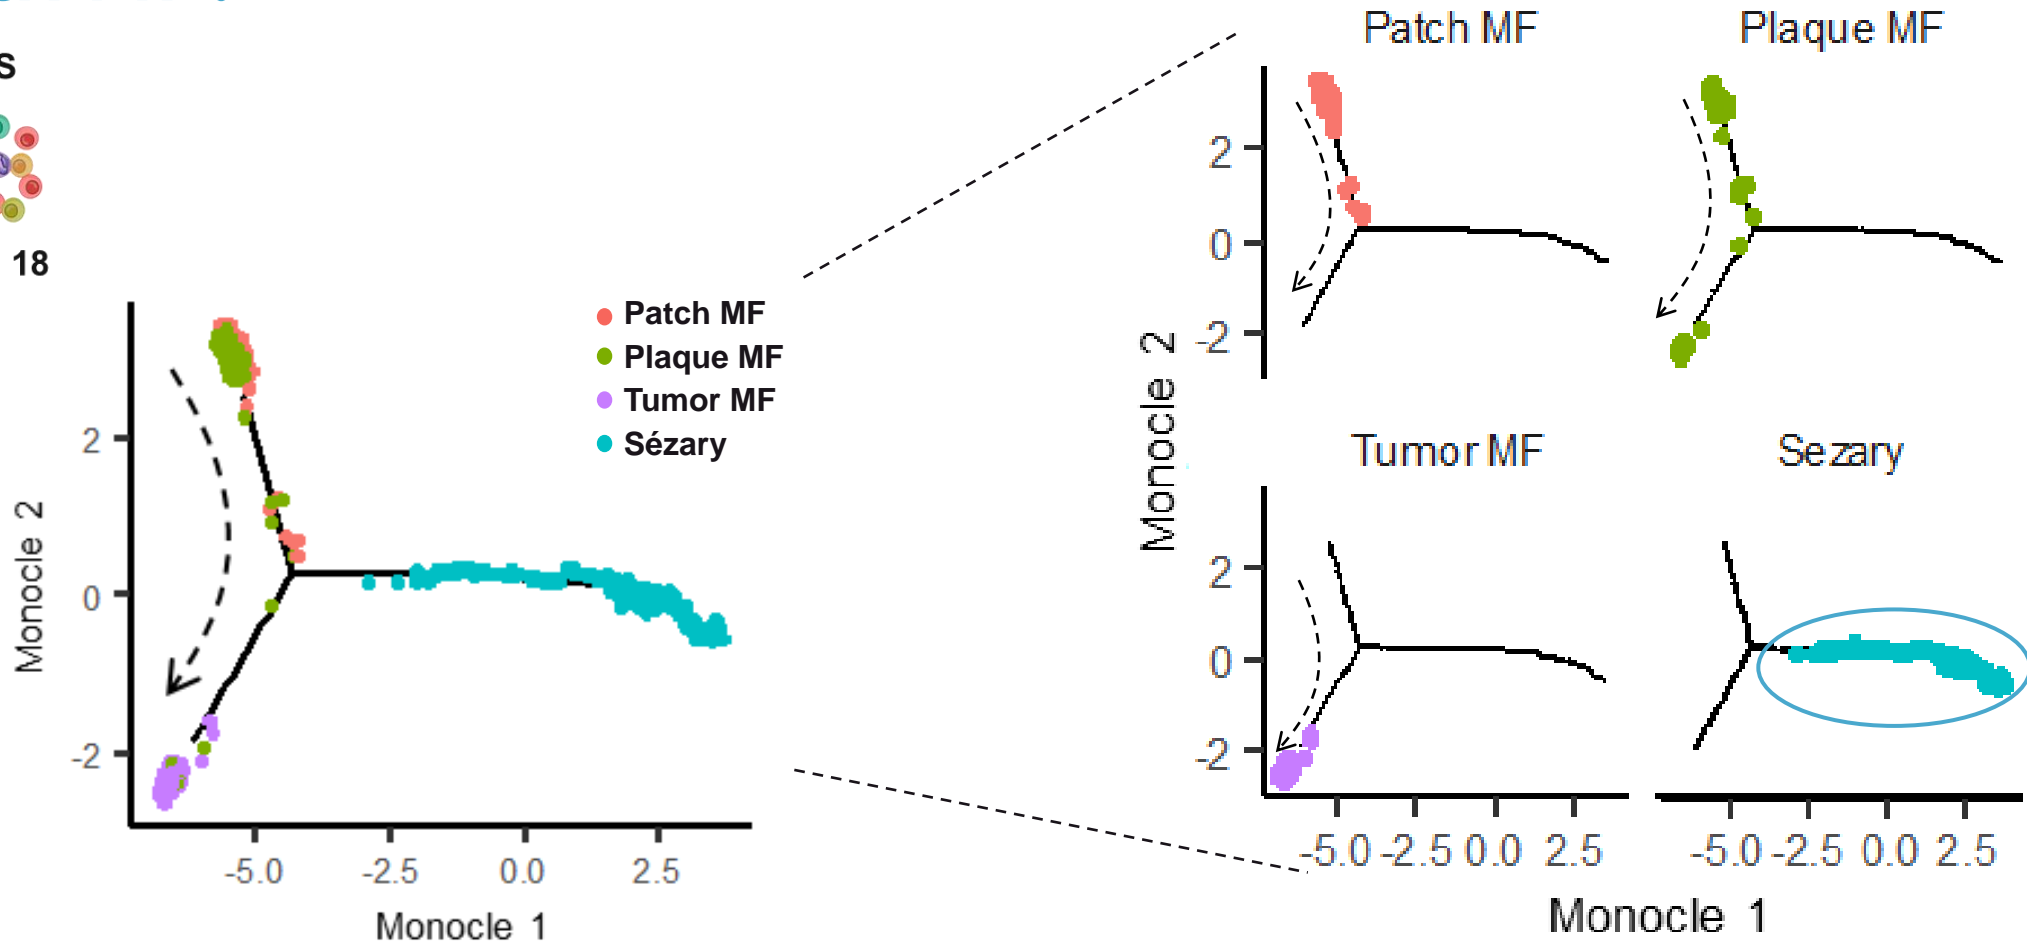 S
18
Patch MF
Plaque MF
Tumor MF
Sézary
2
0
-2
Monocle 2
-5.0 -2.5 0.0 2.5
Monocle 1
Patch MF
Plaque MF
2
0
-2
Monocle 2
Tumor MF
Sezary
2
0
-2
-5.0 -2.5 0.0 2.5
-5.0 -2.5 0.0 2.5
Monocle 1